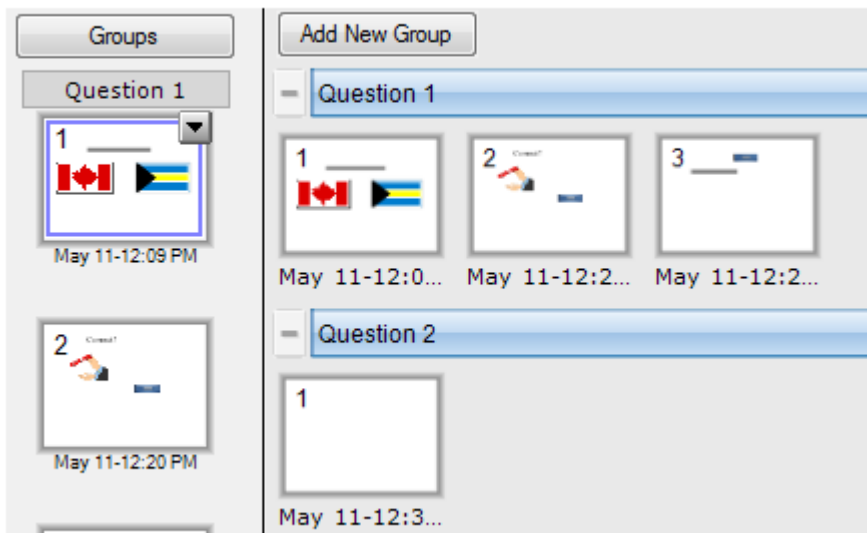 Groups
Question 1
1
May 11-12:09 PM
2
Correct!
May 11-12:20 PM
Add New Group
Question 1
1
2
3
May 11-12:0...
May 11-12:2...
May 11-12:2...
Question 2
1
May 11-12:3...